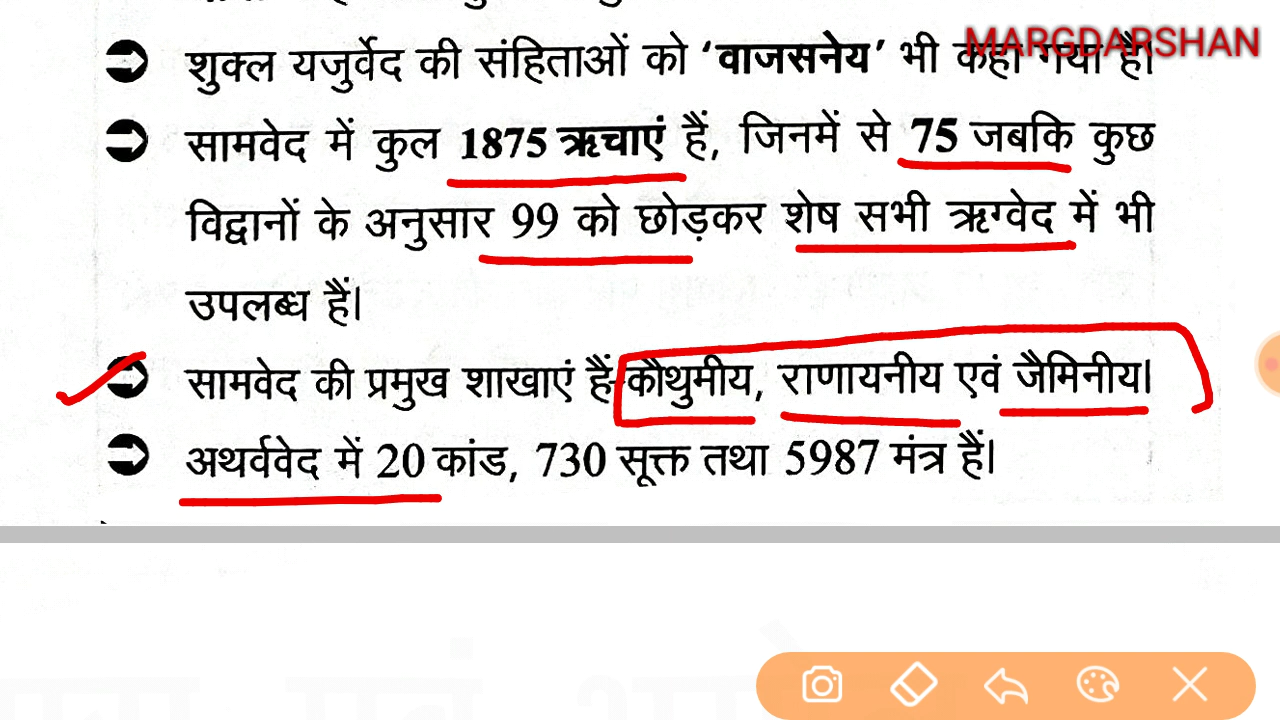 MARGDARSHAN
शुक्ल यजुर्वेद की संहिताओं को ‘वाजसनेय’ भी कहा गया है।
सामवेद में कुल 1875 ऋचाएं हैं, जिनमें से 75 जबकि कुछ
विद्वानों के अनुसार 99 को छोड़कर शेष सभी ऋग्वेद में भी
उपलब्ध हैं।
सामवेद की प्रमुख शाखाएं हैं-कौथुमीय, राणायनीय एवं जैमिनीय।
अथर्ववेद में 20 कांड, 730 सूक्त तथा 5987 मंत्र हैं।